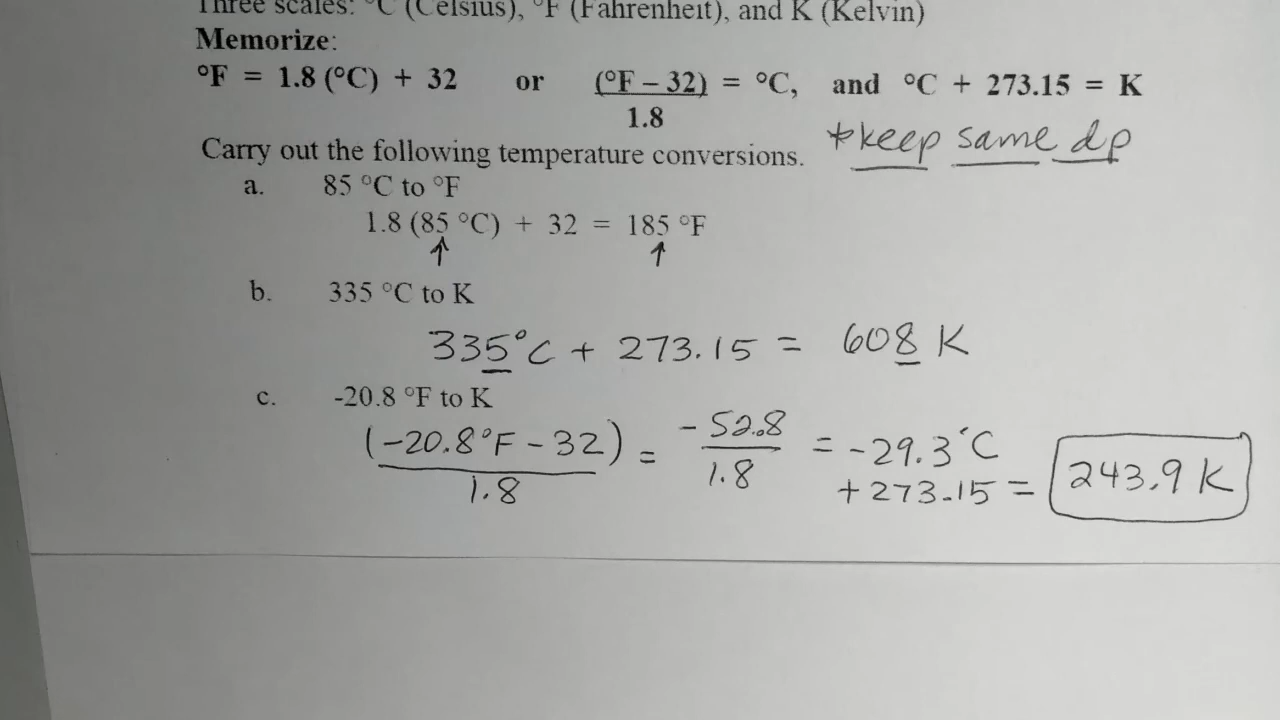 Three scales: °C (Celsius), °F (Fahrenheit), and K (Kelvin)
Memorize:
°F = 1.8 (°C) + 32 or (°F – 32) = °C, and °C + 273.15 = K
1.8
*keep same dp
Carry out the following temperature conversions.
a. 85 °C to °F
1.8 (85 °C) + 32 = 185 °F
↑ ↑
b. 335 °C to K
335°C + 273.15 = 608 K
c. -20.8 °F to K
(-20.8°F - 32) = -52.8 = -29.3°C
1.8 1.8 +273.15 = 243.9 K